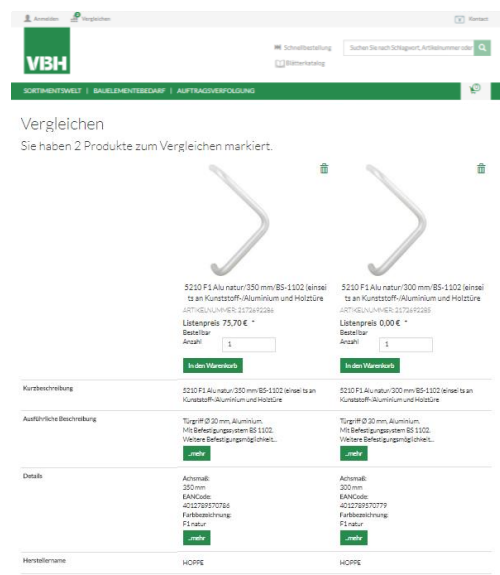 Anmelden Vergleichen Kontakt
VBH
Schnellbestellung
Suchen Sie nach Schlagwort, Artikelnummer oder
Blätterkatalog
SORTIMENTSWELT | BAUELEMENTEBEDARF | AUFTRAGSVERFOLGUNG
Vergleichen
Sie haben 2 Produkte zum Vergleichen markiert.
5210 F1 Alu natur/350 mm/BS-1102 (einsei 5210 F1 Alu natur/300 mm/BS-1102 (einsei
ts an Kunststoff-/Aluminium und Holztüre ts an Kunststoff-/Aluminium und Holztüre
ARTIKELNUMMER: 2172692286 ARTIKELNUMMER: 2172692285
Listenpreis 75,70 € * Listenpreis 0,00 € *
Bestellbar Bestellbar
Anzahl 1 Anzahl 1
In den Warenkorb In den Warenkorb
Kurzbeschreibung 5210 F1 Alu natur/350 mm/BS-1102 (einseits an 5210 F1 Alu natur/300 mm/BS-1102 (einseits an
Kunststoff-/Aluminium und Holztüre Kunststoff-/Aluminium und Holztüre
Ausführliche Beschreibung Türgriff Ø 30 mm, Aluminium. Türgriff Ø 30 mm, Aluminium.
Mit Befestigungssystem BS 1102. Mit Befestigungssystem BS 1102.
Weitere Befestigungsmöglichkeit... Weitere Befestigungsmöglichkeit...
...mehr ...mehr
Details Achsmaß: Achsmaß:
350 mm 300 mm
EANCode: EANCode:
4012789570786 4012789570779
Farbbezeichnung: Farbbezeichnung:
F1 natur F1 natur
...mehr ...mehr
Herstellername HOPPE HOPPE